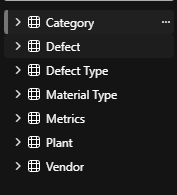 Category
Defect
Defect Type
Material Type
Metrics
Plant
Vendor